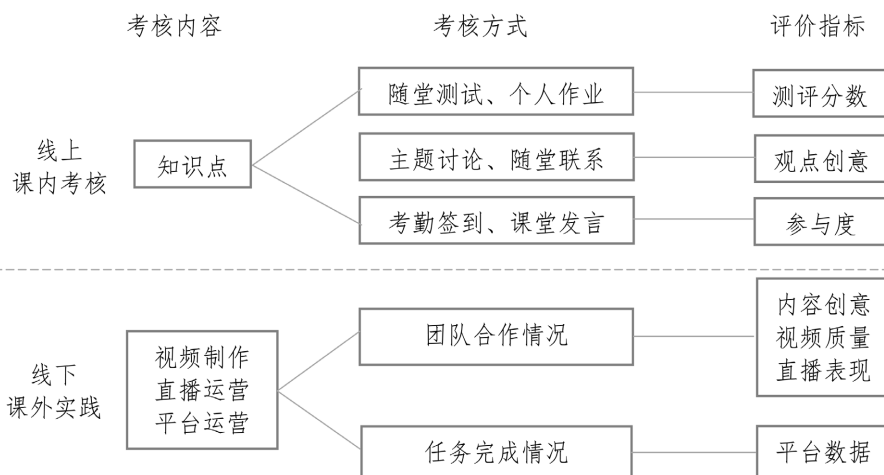 考核内容 考核方式 评价指标
随堂测试、个人作业 测评分数
线上
课内考核
知识点
主题讨论、随堂联系 观点创意
考勤签到、课堂发言 参与度
线下
课外实践
视频制作
直播运营
平台运营
团队合作情况
内容创意
视频质量
直播表现
任务完成情况 平台数据